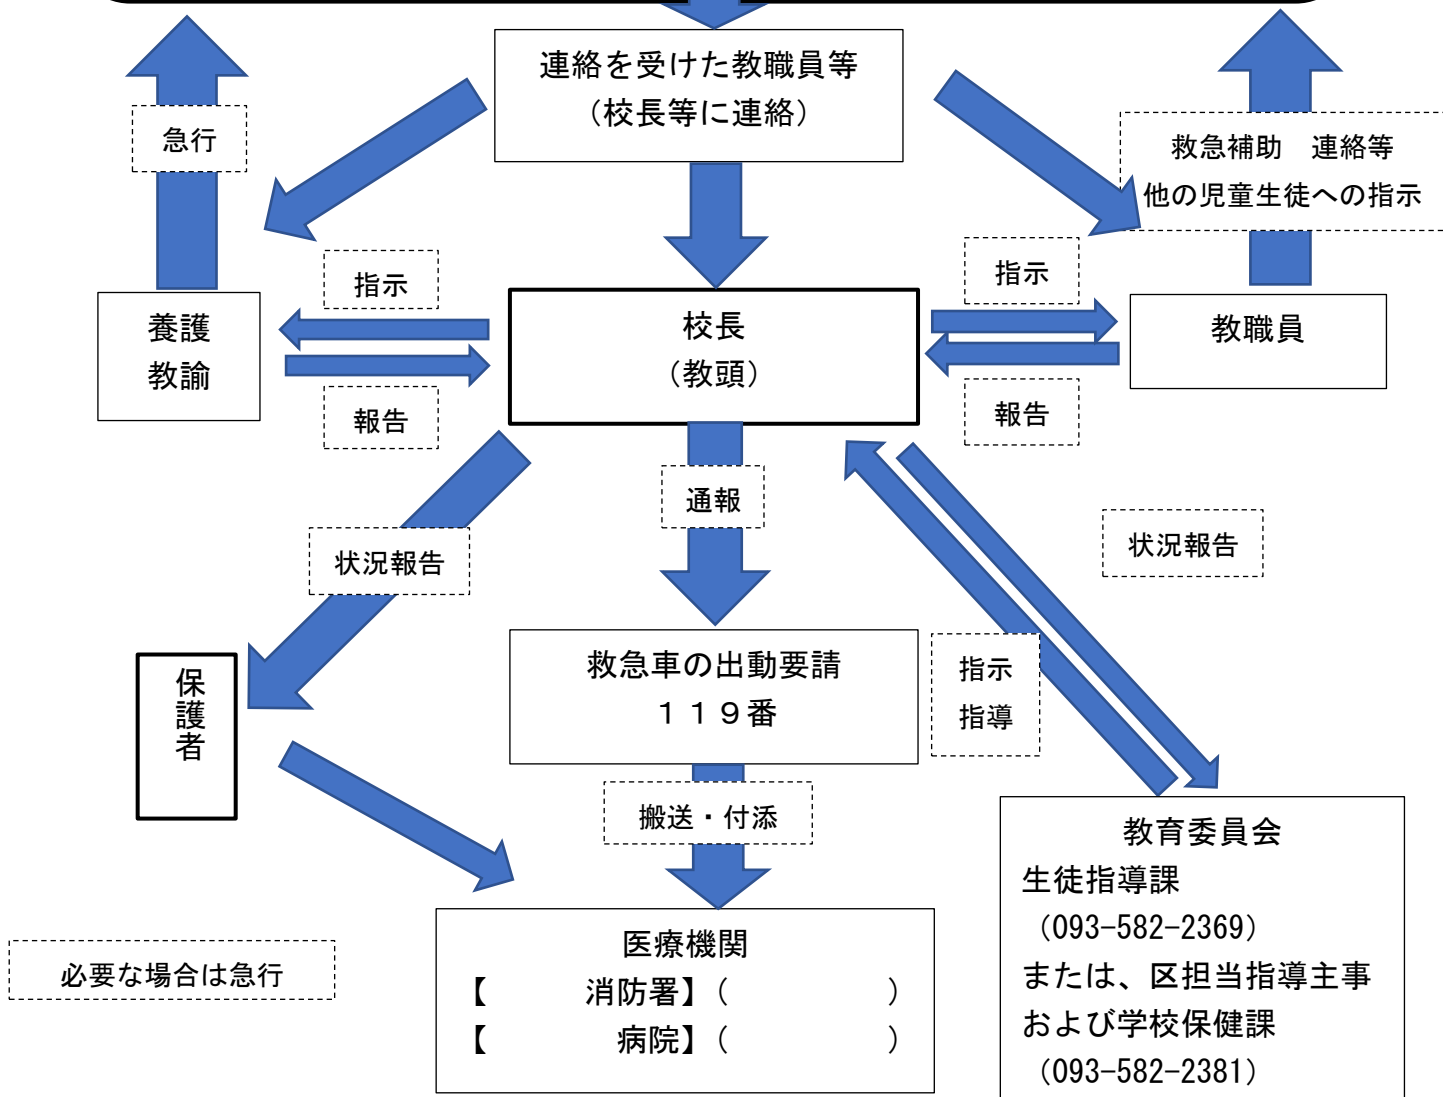 連絡を受けた教職員等
（校長等に連絡）
急行
救急補助　連絡等
他の児童生徒への指示
指示
指示
養護
教諭
校長
（教頭）
教職員
報告
報告
通報
状況報告
状況報告
保護者
救急車の出動要請
１１９番
指示
指導
搬送・付添
教育委員会
生徒指導課
（093-582-2369）
または、区担当指導主事
および学校保健課
（093-582-2381）
医療機関
【　　　消防署】（　　　　　）
【　　　　病院】（　　　　　）
必要な場合は急行